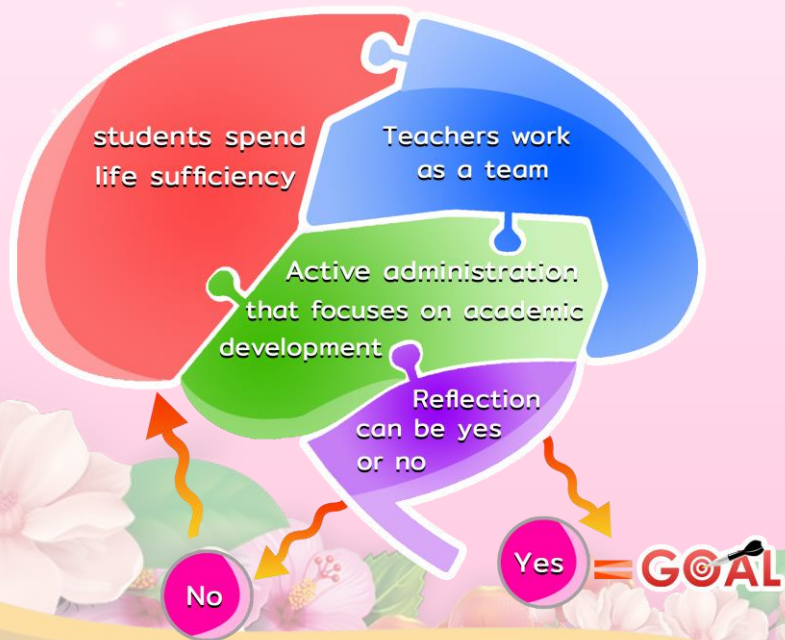 students spend
life sufficiency
Teachers work
as a team
Active administration
that focuses on academic
development
Reflection
can be yes
or no
No
Yes
= GOAL